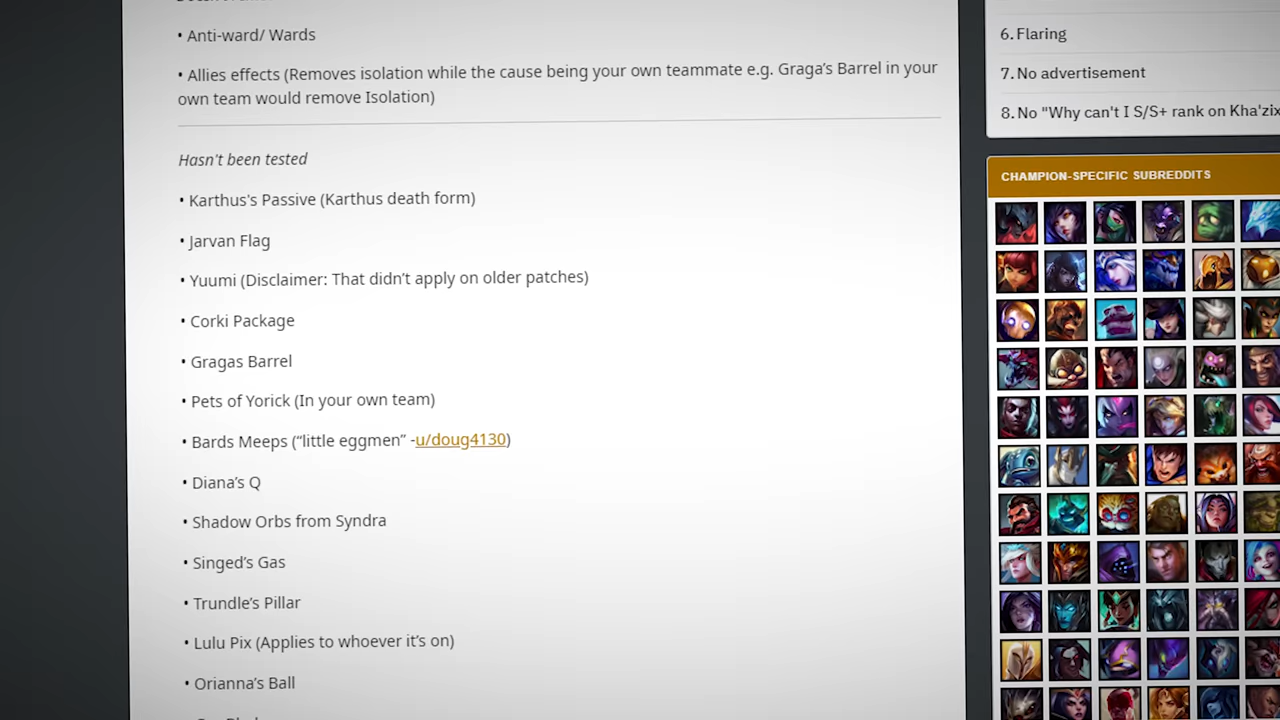 • Anti-ward/ Wards
• Allies effects (Removes isolation while the cause being your own teammate e.g. Graga’s Barrel in your
own team would remove Isolation)
Hasn't been tested
• Karthus's Passive (Karthus death form)
• Jarvan Flag
• Yuumi (Disclaimer: That didn’t apply on older patches)
• Corki Package
• Gragas Barrel
• Pets of Yorick (In your own team)
• Bards Meeps (“little eggmen” -u/doug4130)
• Diana’s Q
• Shadow Orbs from Syndra
• Singed’s Gas
• Trundle’s Pillar
• Lulu Pix (Applies to whoever it’s on)
• Orianna’s Ball
6. Flaring
7. No advertisement
8. No "Why can't I S/S+ rank on Kha'zix
CHAMPION-SPECIFIC SUBREDDITS